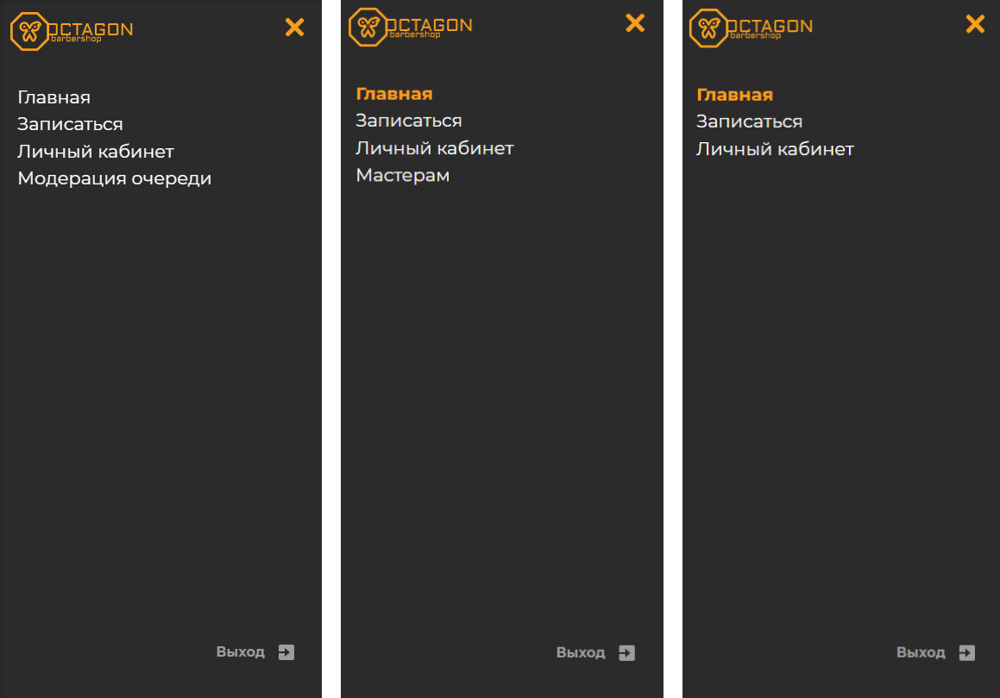 OCTAGON
barbershop
Главная
Записаться
Личный кабинет
Модерация очереди
Выход
OCTAGON
barbershop
Главная
Записаться
Личный кабинет
Мастерам
Выход
OCTAGON
barbershop
Главная
Записаться
Личный кабинет
Выход